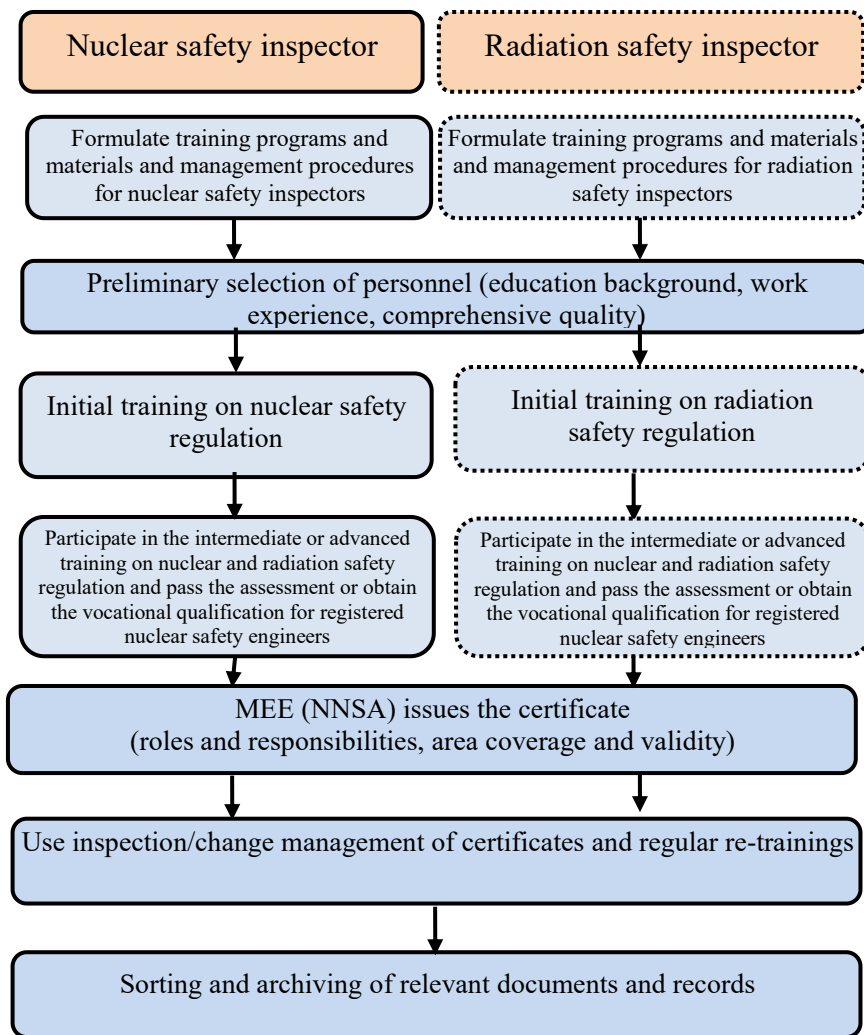 Nuclear safety inspector
Radiation safety inspector
Formulate training programs and
materials and management procedures
for nuclear safety inspectors
Formulate training programs and materials
and management procedures for radiation
safety inspectors
Preliminary selection of personnel (education background, work
experience, comprehensive quality)
Initial training on nuclear safety
regulation
Initial training on radiation
safety regulation
Participate in the intermediate or advanced
training on nuclear and radiation safety
regulation and pass the assessment or obtain
the vocational qualification for registered
nuclear safety engineers
Participate in the intermediate or advanced
training on nuclear and radiation safety
regulation and pass the assessment or obtain
the vocational qualification for registered
nuclear safety engineers
MEE (NNSA) issues the certificate
(roles and responsibilities, area coverage and validity)
Use inspection/change management of certificates and regular re-trainings
Sorting and archiving of relevant documents and records